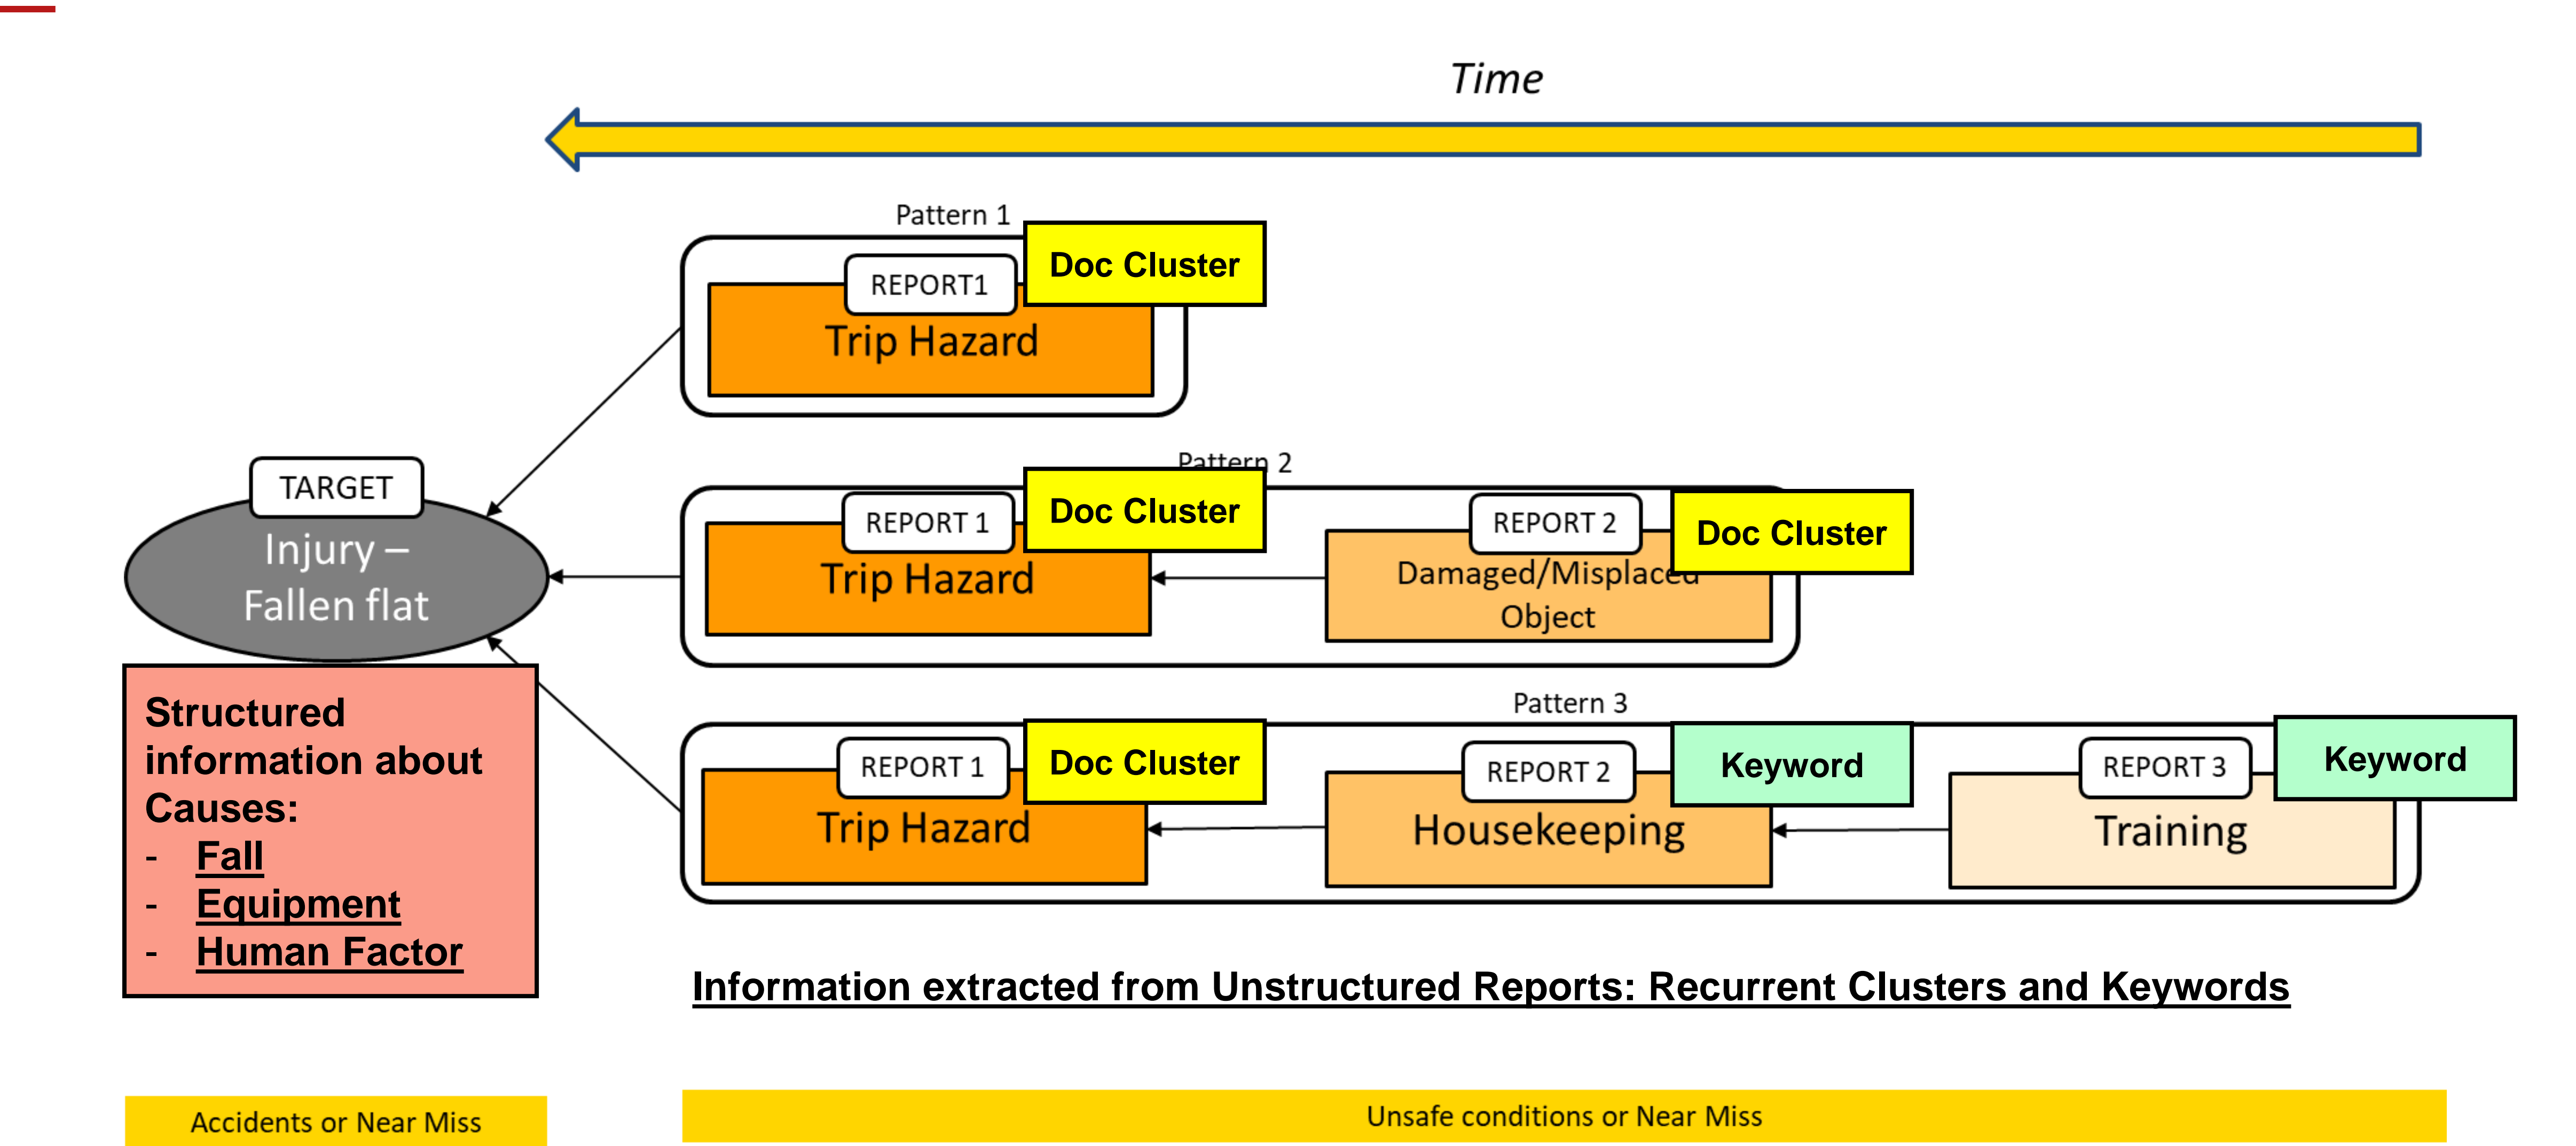 Time
Pattern 1
Doc Cluster
REPORT1
Trip Hazard
Pattern 2
TARGET
Injury –
Fallen flat
REPORT 1
Doc Cluster
Trip Hazard
REPORT 2
Doc Cluster
Damaged/Misplaced
Object
Pattern 3
REPORT 1
Doc Cluster
Trip Hazard
REPORT 2
Keyword
Housekeeping
REPORT 3
Keyword
Training
Structured
information about
Causes:
- Fall
- Equipment
- Human Factor
Information extracted from Unstructured Reports: Recurrent Clusters and Keywords
Accidents or Near Miss
Unsafe conditions or Near Miss